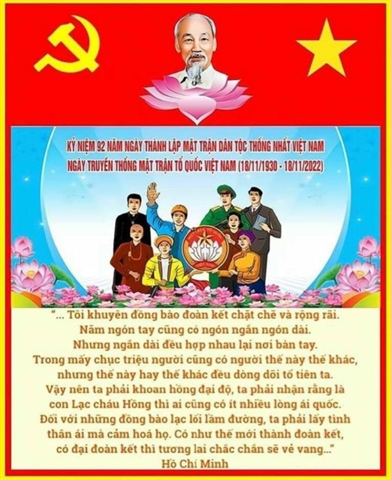 KỶ NIỆM 92 NĂM NGÀY THÀNH LẬP MẶT TRẬN DÂN TỘC THỐNG NHẤT VIỆT NAM
NGÀY TRUYỀN THỐNG MẶT TRẬN TỔ QUỐC VIỆT NAM (18/11/1930 - 18/11/2022)
"... Tôi khuyên đồng bào đoàn kết chặt chẽ và rộng rãi.
Năm ngón tay cũng có ngón ngắn ngón dài.
Nhưng ngắn dài đều hợp nhau lại nơi bàn tay.
Trong mấy chục triệu người cũng có người thế này thế khác,
nhưng thế này hay thế khác đều dòng dõi tổ tiên ta.
Vậy nên ta phải khoan hồng đại độ, ta phải nhận rằng là
con Lạc cháu Hồng thì ai cũng có ít nhiều lòng ái quốc.
Đối với những đồng bào lạc lối lầm đường, ta phải lấy tình
thân ái mà cảm hoá họ. Có như thế mới thành đoàn kết,
có đại đoàn kết thì tương lai chắc chắn sẽ vẻ vang..."
Hồ Chí Minh